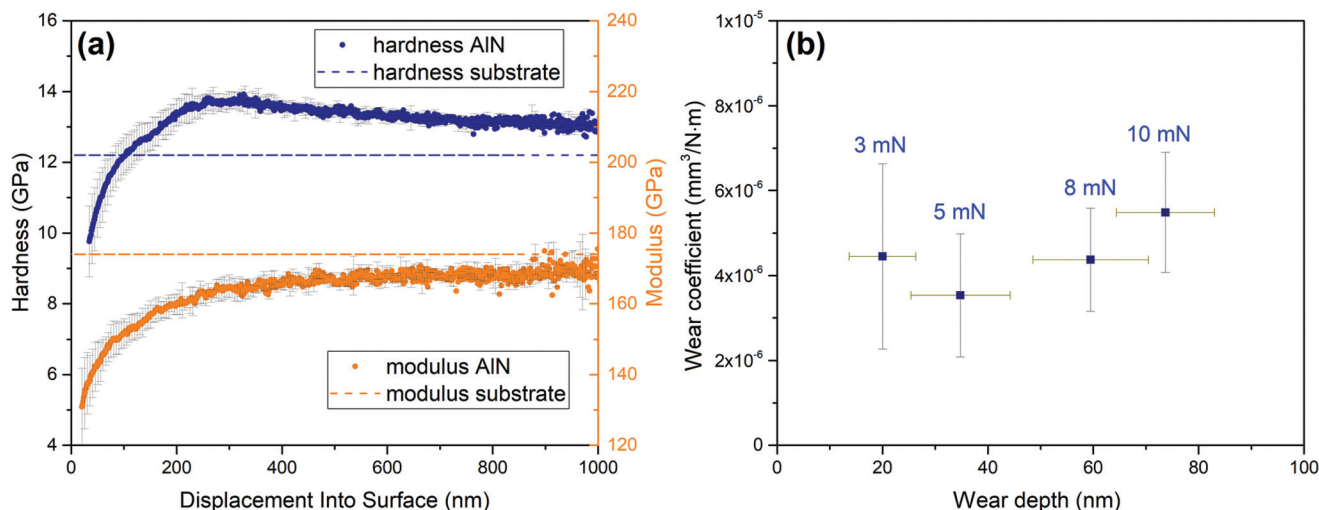 (a)
hardness AlN
hardness substrate
modulus AlN
modulus substrate
Hardness (GPa)
16
14
12
10
8
6
4
Modulus (GPa)
240
220
200
180
160
140
120
0 200 400 600 800 1000
Displacement Into Surface (nm)
(b)
Wear coefficient (mm³/N·m)
1x10⁻⁵
8x10⁻⁶
6x10⁻⁶
4x10⁻⁶
2x10⁻⁶
0
3 mN
5 mN
8 mN
10 mN
0 20 40 60 80 100
Wear depth (nm)